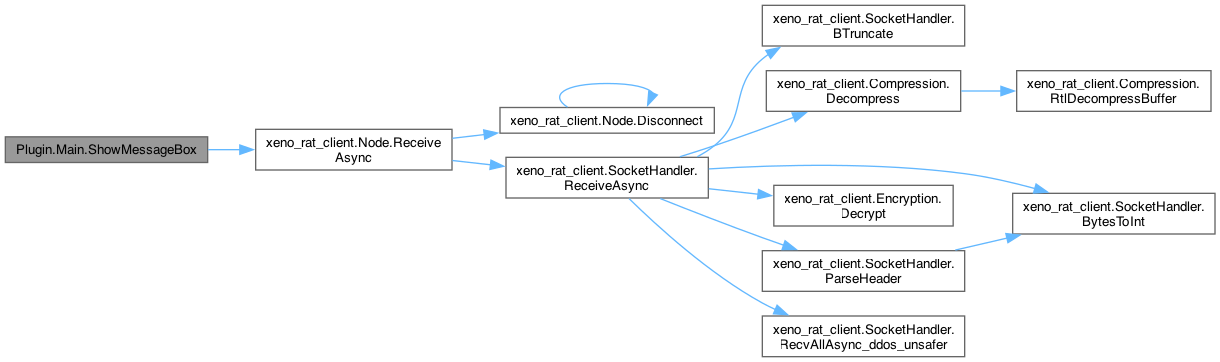 Plugin.Main.ShowMessageBox
xeno_rat_client.Node.Receive
Async
xeno_rat_client.Node.Disconnect
xeno_rat_client.SocketHandler.
ReceiveAsync
xeno_rat_client.SocketHandler.
BTruncate
xeno_rat_client.Compression.
Decompress
xeno_rat_client.Compression.
RtlDecompressBuffer
xeno_rat_client.Encryption.
Decrypt
xeno_rat_client.SocketHandler.
BytesToInt
xeno_rat_client.SocketHandler.
ParseHeader
xeno_rat_client.SocketHandler.
RecvAllAsync_ddos_unsafer